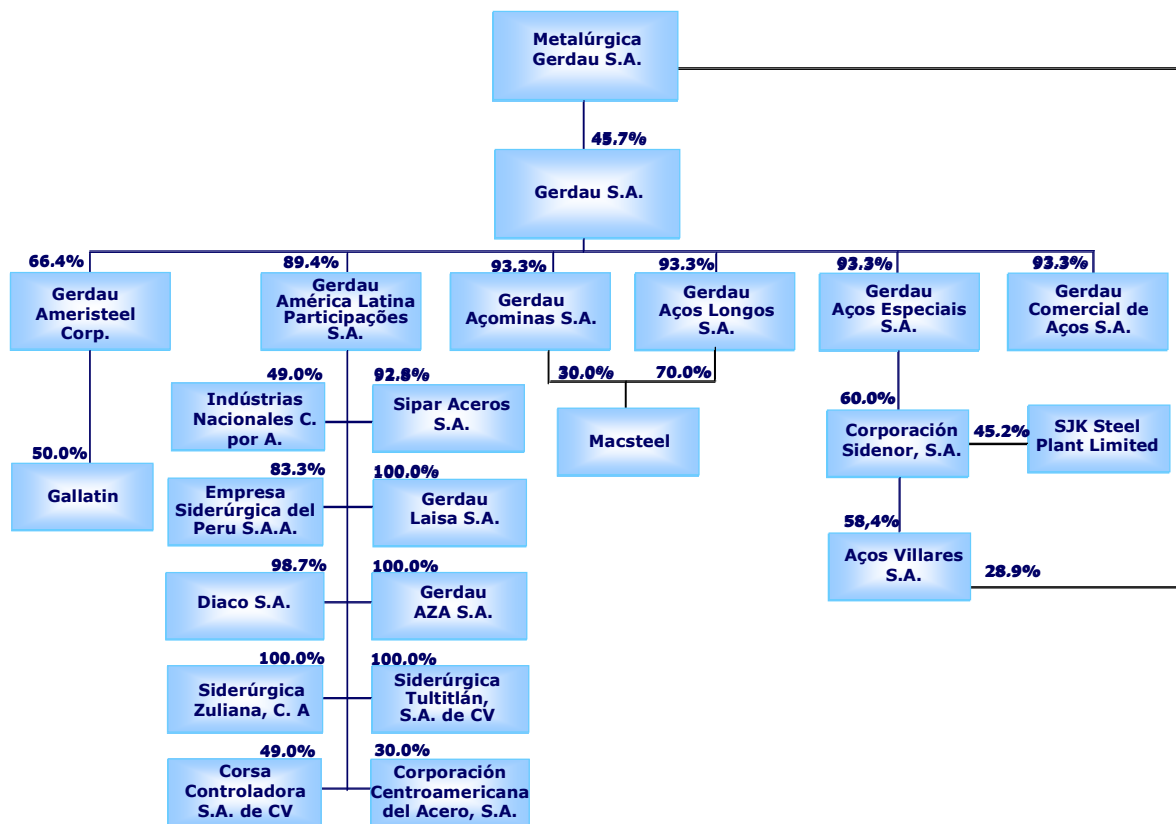 Metalúrgica
Gerdau S.A.
45.7%
Gerdau S.A.
66.4%
89.4%
93.3%
93.3%
93.3%
93.3%
Gerdau
Ameristeel
Corp.
Gerdau
América Latina
Participações
S.A.
Gerdau
Açominas S.A.
Gerdau
Aços Longos
S.A.
Gerdau
Aços Especiais
S.A.
Gerdau
Comercial de
Aços S.A.
49.0%
92.8%
30.0%
70.0%
60.0%
Indústrias
Nacionales C.
por A.
Sipar Aceros
S.A.
Macsteel
Corporación
Sidenor, S.A.
45.2%
SJK Steel
Plant Limited
50.0%
Gallatin
83.3%
100.0%
Empresa
Siderúrgica del
Peru S.A.A.
Gerdau
Laisa S.A.
58,4%
Aços Villares
S.A.
28.9%
98.7%
100.0%
Diaco S.A.
Gerdau
AZA S.A.
100.0%
100.0%
Siderúrgica
Zuliana, C. A
Siderúrgica
Tultitlán,
S.A. de CV
49.0%
30.0%
Corsa
Controladora
S.A. de CV
Corporación
Centroamericana
del Acero, S.A.